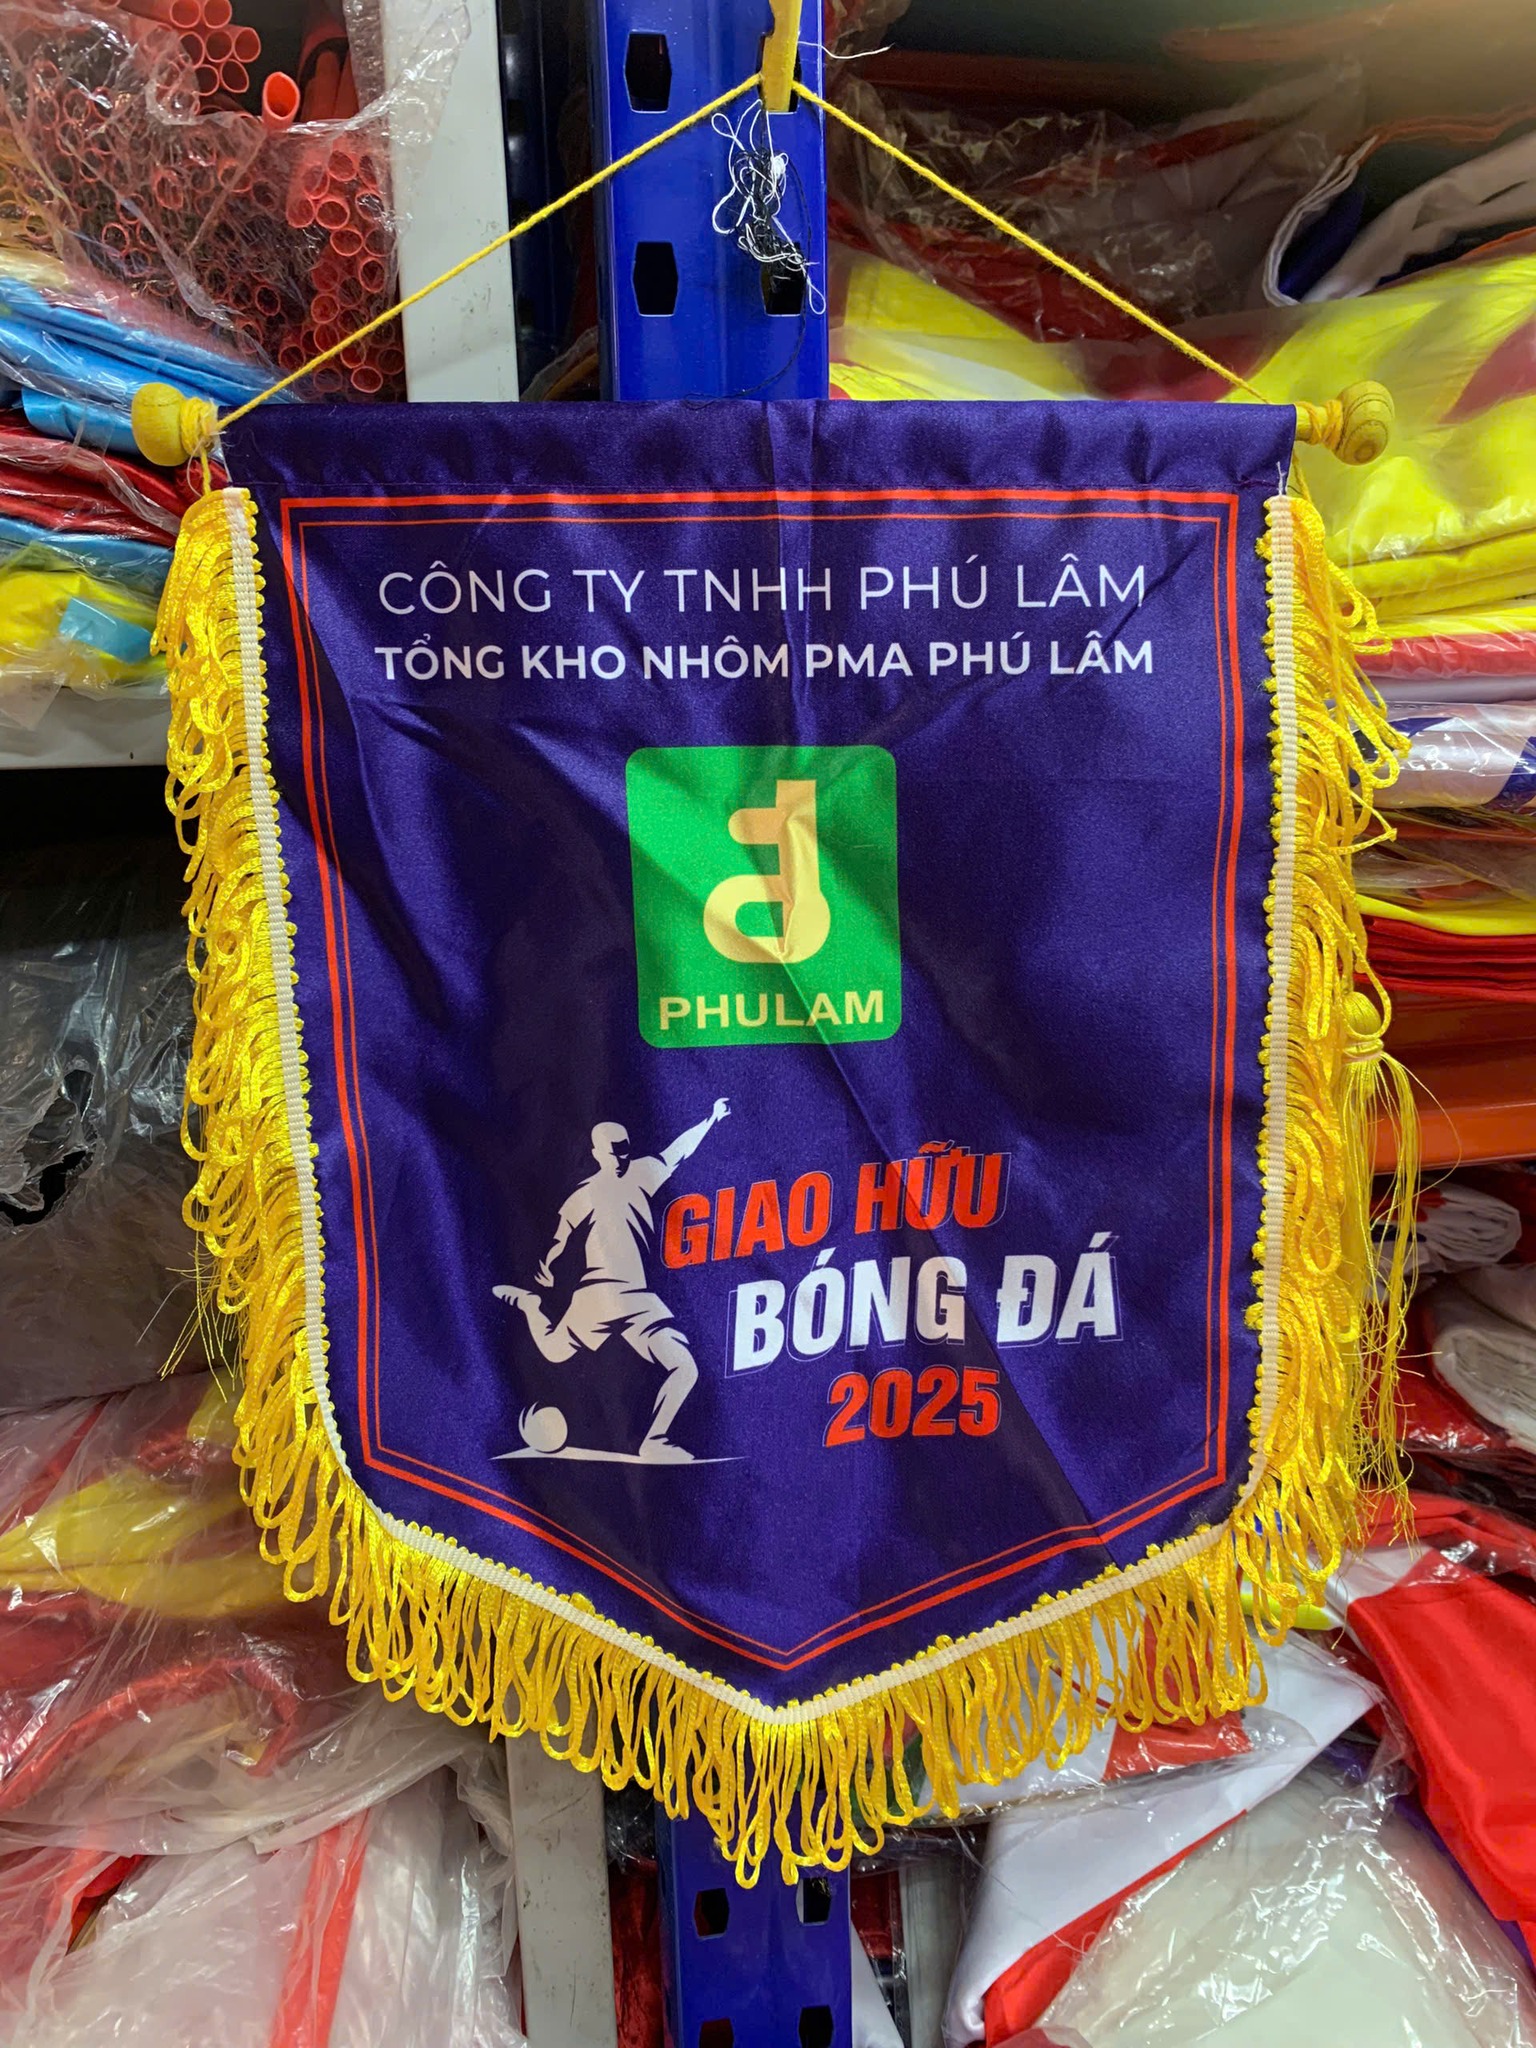 CÔNG TY TNHH PHÚ LÂM
TỔNG KHO NHÔM PMA PHÚ LÂM
PHULAM
GIAO HỮU
BÓNG ĐÁ
2025